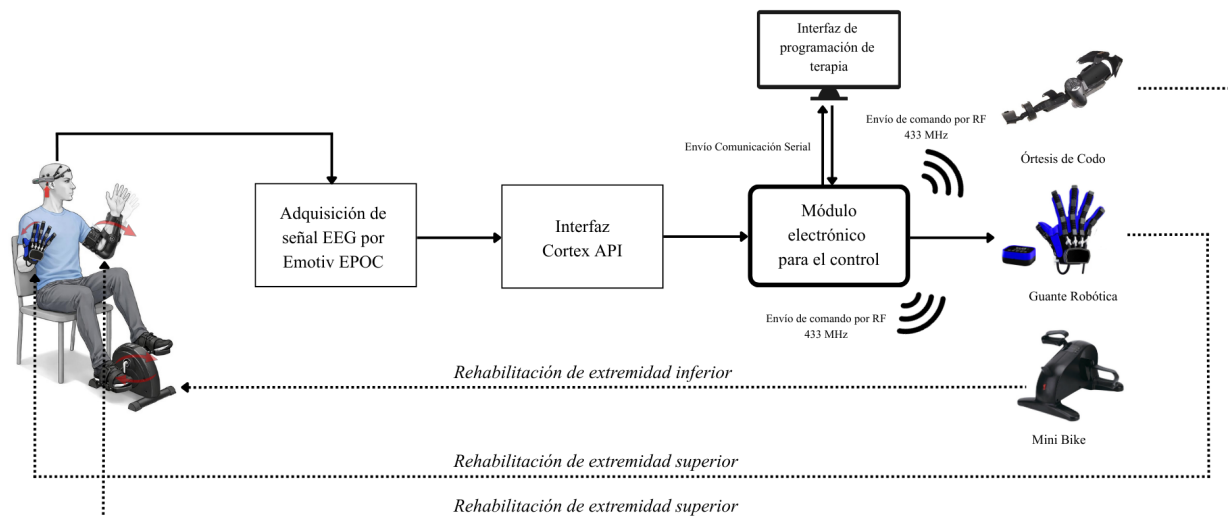 Interfaz de
programación de
terapia
Envío de comando por RF
433 MHz
Envío Comunicación Serial
Órtesis de Codo
Adquisición de
señal EEG por
Emotiv EPOC
Interfaz
Cortex API
Módulo
electrónico
para el control
Guante Robótica
Envío de comando por RF
433 MHz
Rehabilitación de extremidad inferior
Mini Bike
Rehabilitación de extremidad superior
Rehabilitación de extremidad superior